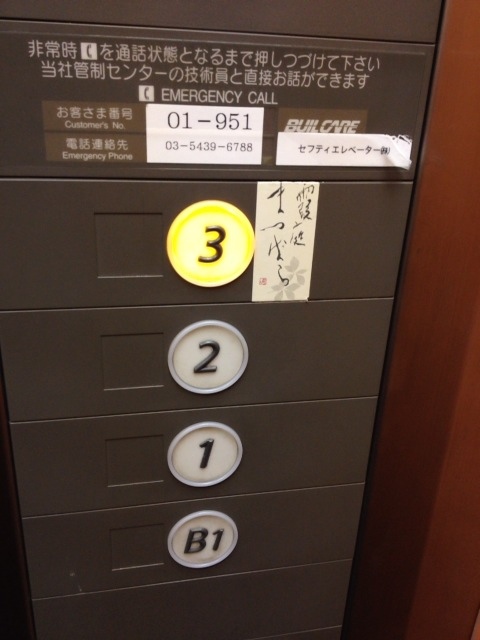 非常時 を通話状態となるまで押しつづけて下さい
当社管制センターの技術員と直接お話ができます
EMERGENCY CALL
お客さま番号
Customer's No.
01-951
BUILCARE
電話連絡先
Emergency Phone
03-5439-6788
セフティエレベーター㈱
3
2
1
B1